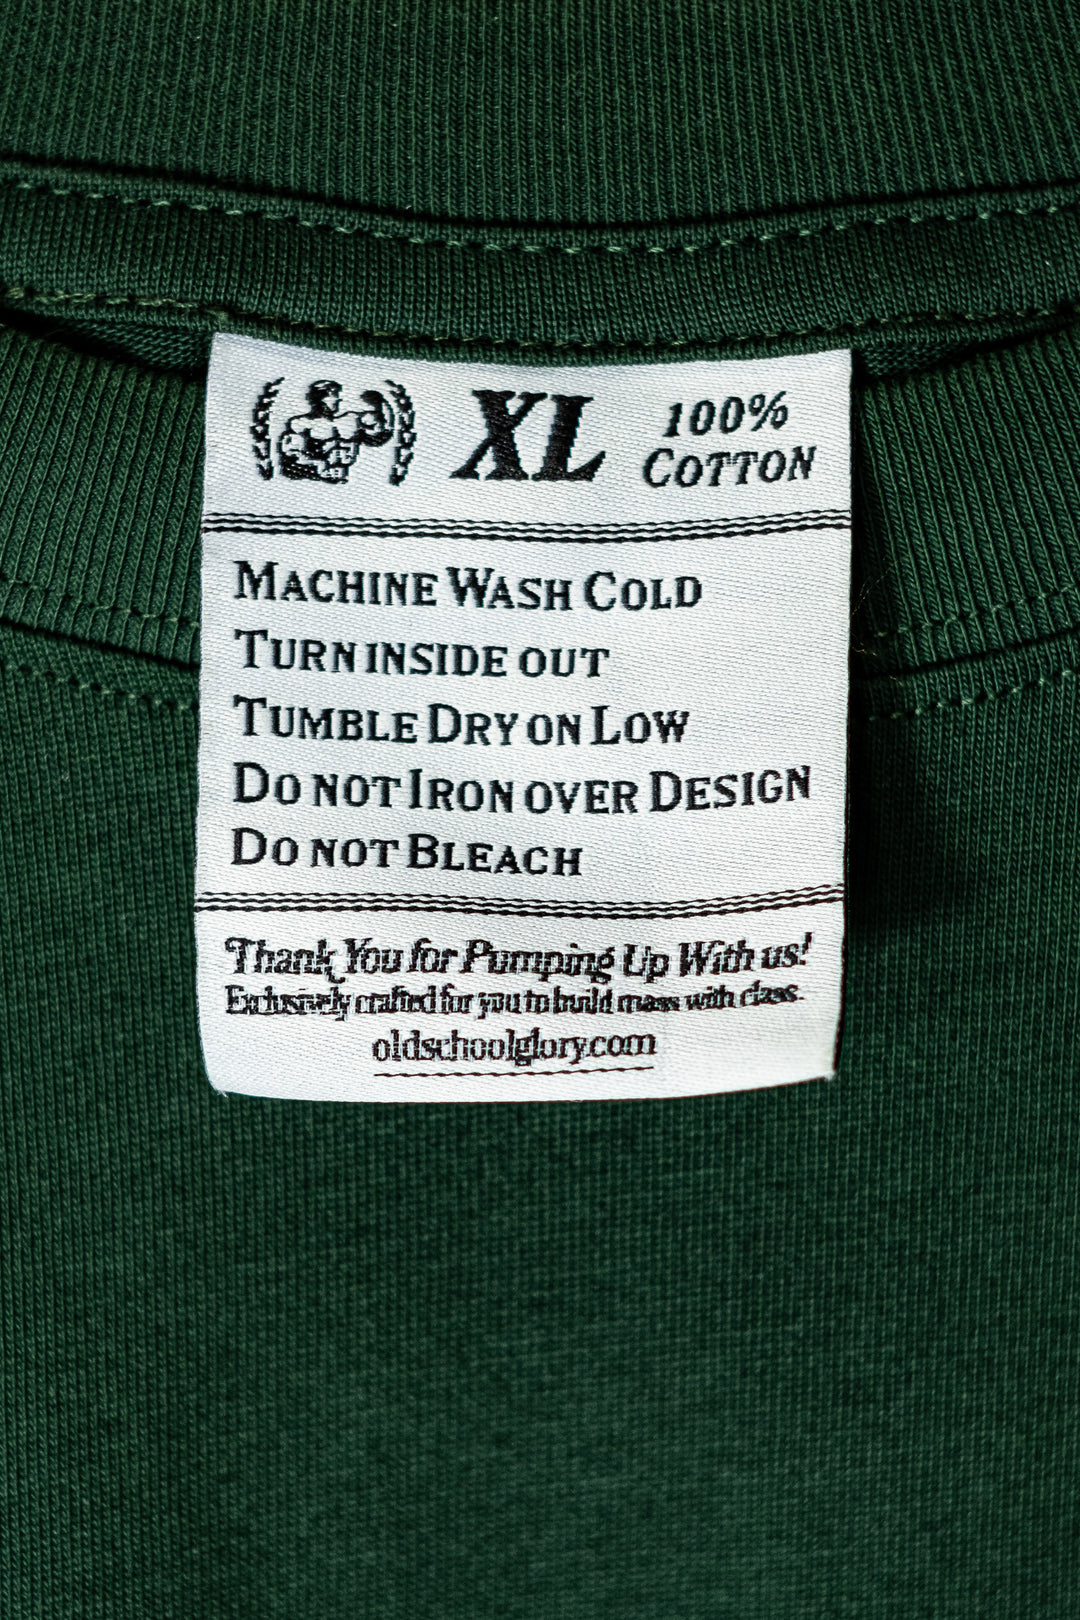 XL 100%
COTTON
MACHINE WASH COLD
TURN INSIDE OUT
TUMBLE DRY ON LOW
DO NOT IRON OVER DESIGN
DO NOT BLEACH
Thank You for Pumping Up With us!
Exclusively crafted for you to build mass with class.
oldschoolglory.com